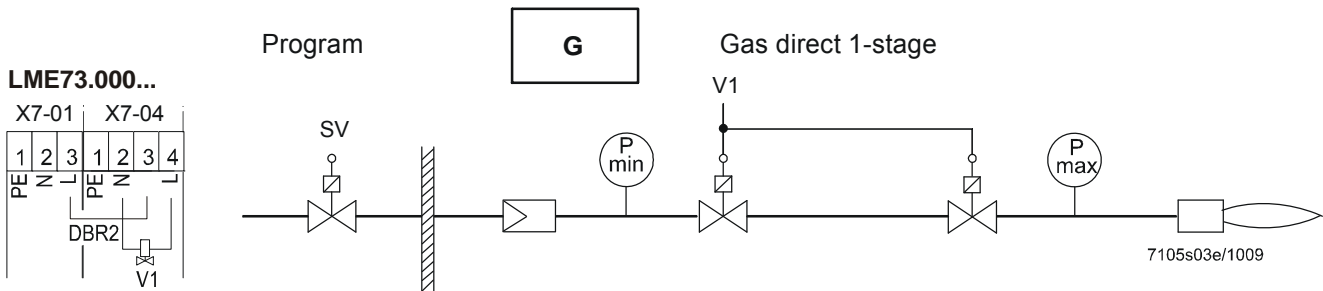 Program G Gas direct 1-stage
LME73.000...
X7-01 X7-04
1 2 3 1 2 3 4
PE N L PE N L
DBR2
V1
SV
P min
V1
P max
7105s03e/1009